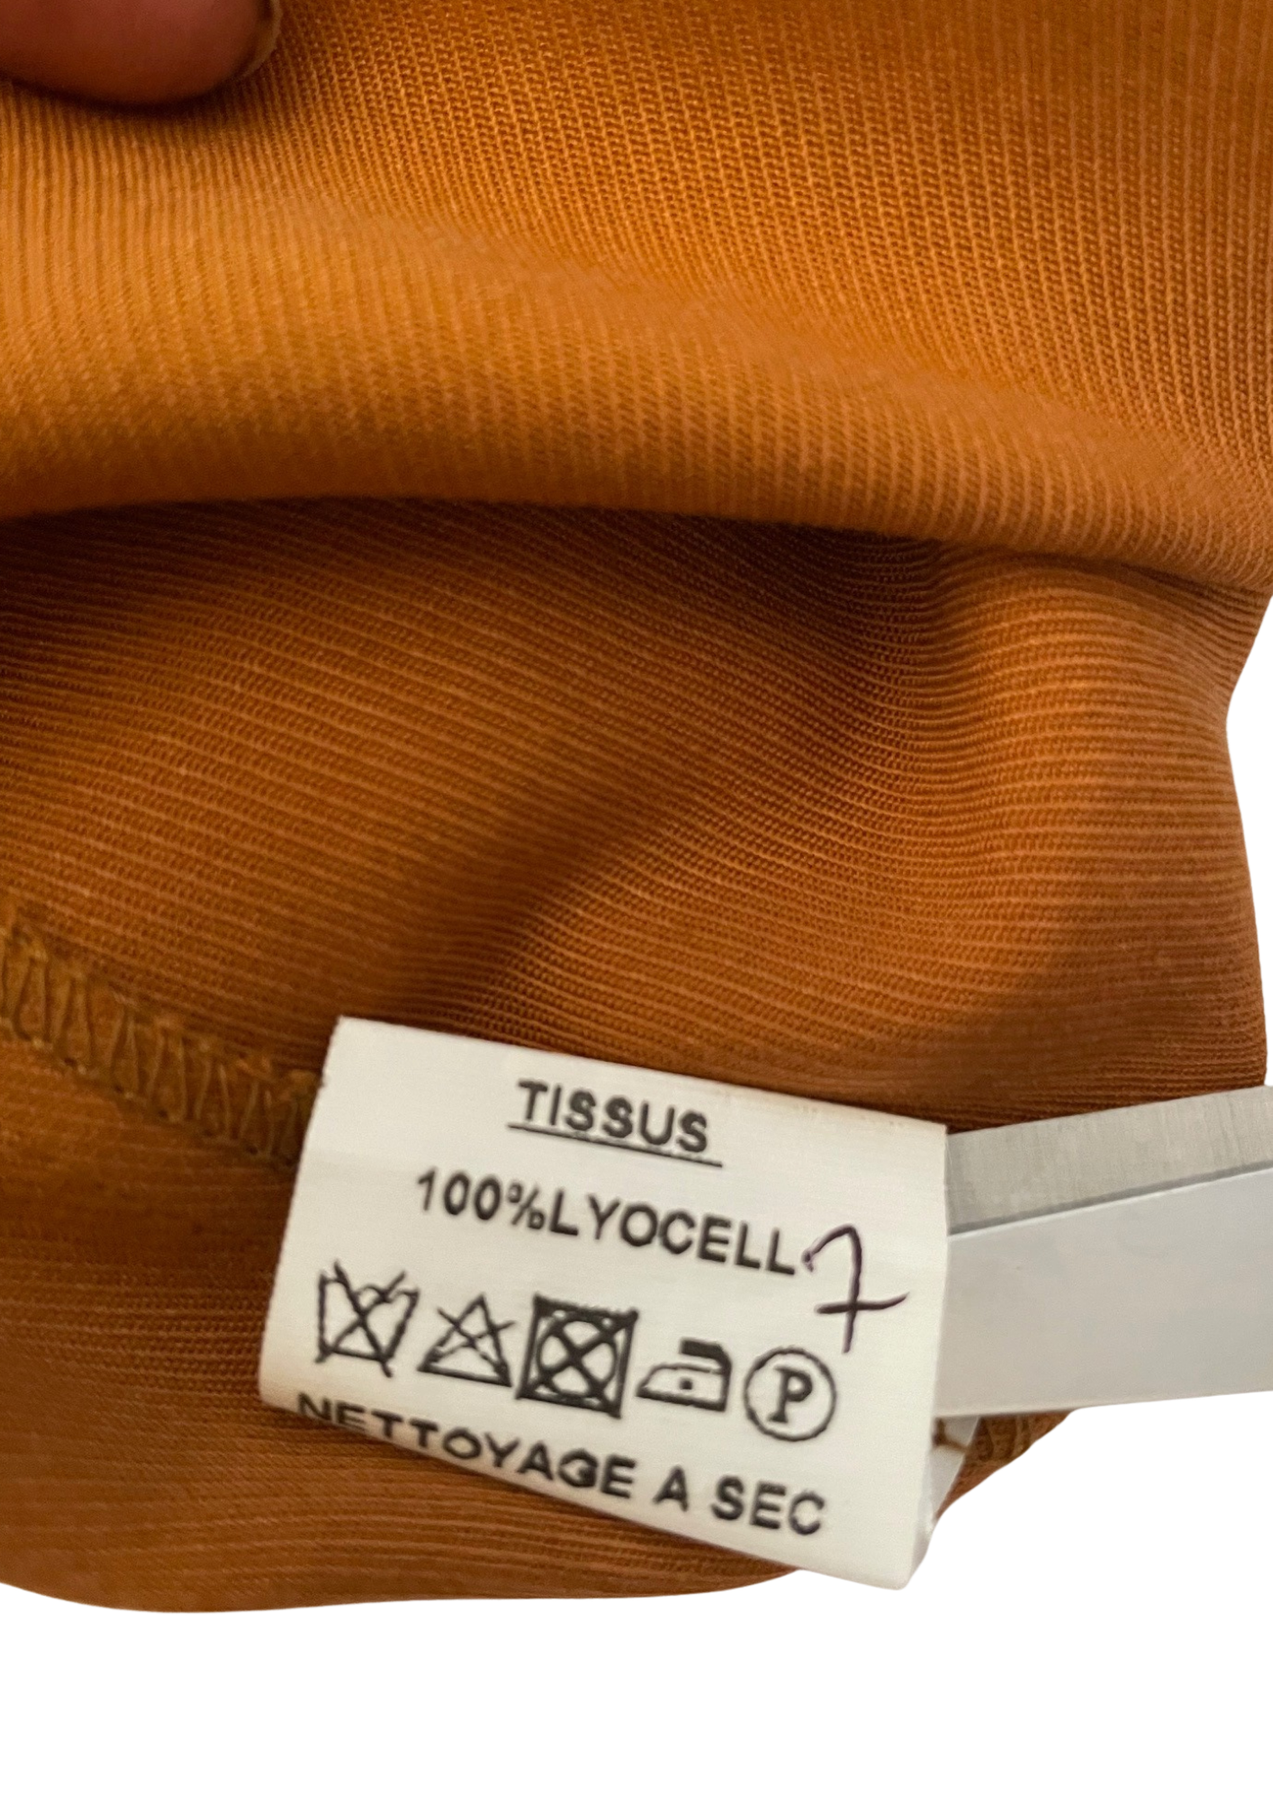 TISSUS
100%LYOCELL 7
P
NETTOYAGE A SEC